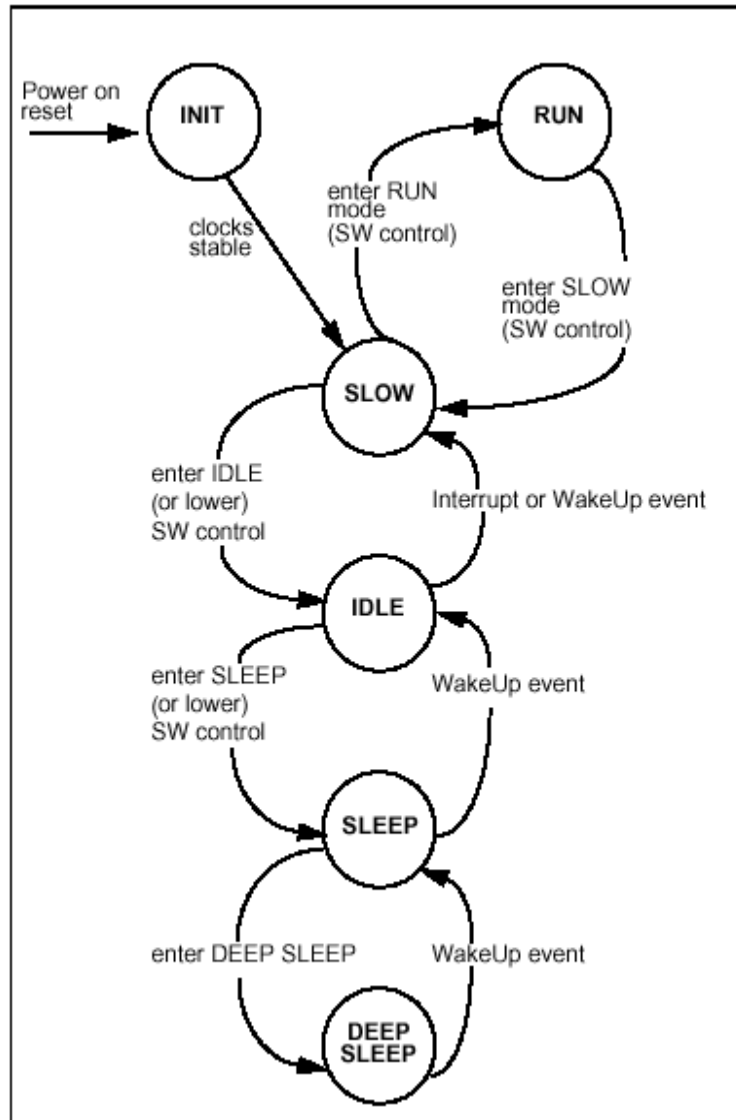 Power on
reset
INIT
RUN
clocks
stable
enter RUN
mode
(SW control)
enter SLOW
mode
(SW control)
SLOW
enter IDLE
(or lower)
SW control
Interrupt or WakeUp event
IDLE
enter SLEEP
(or lower)
SW control
WakeUp event
SLEEP
enter DEEP SLEEP
WakeUp event
DEEP
SLEEP